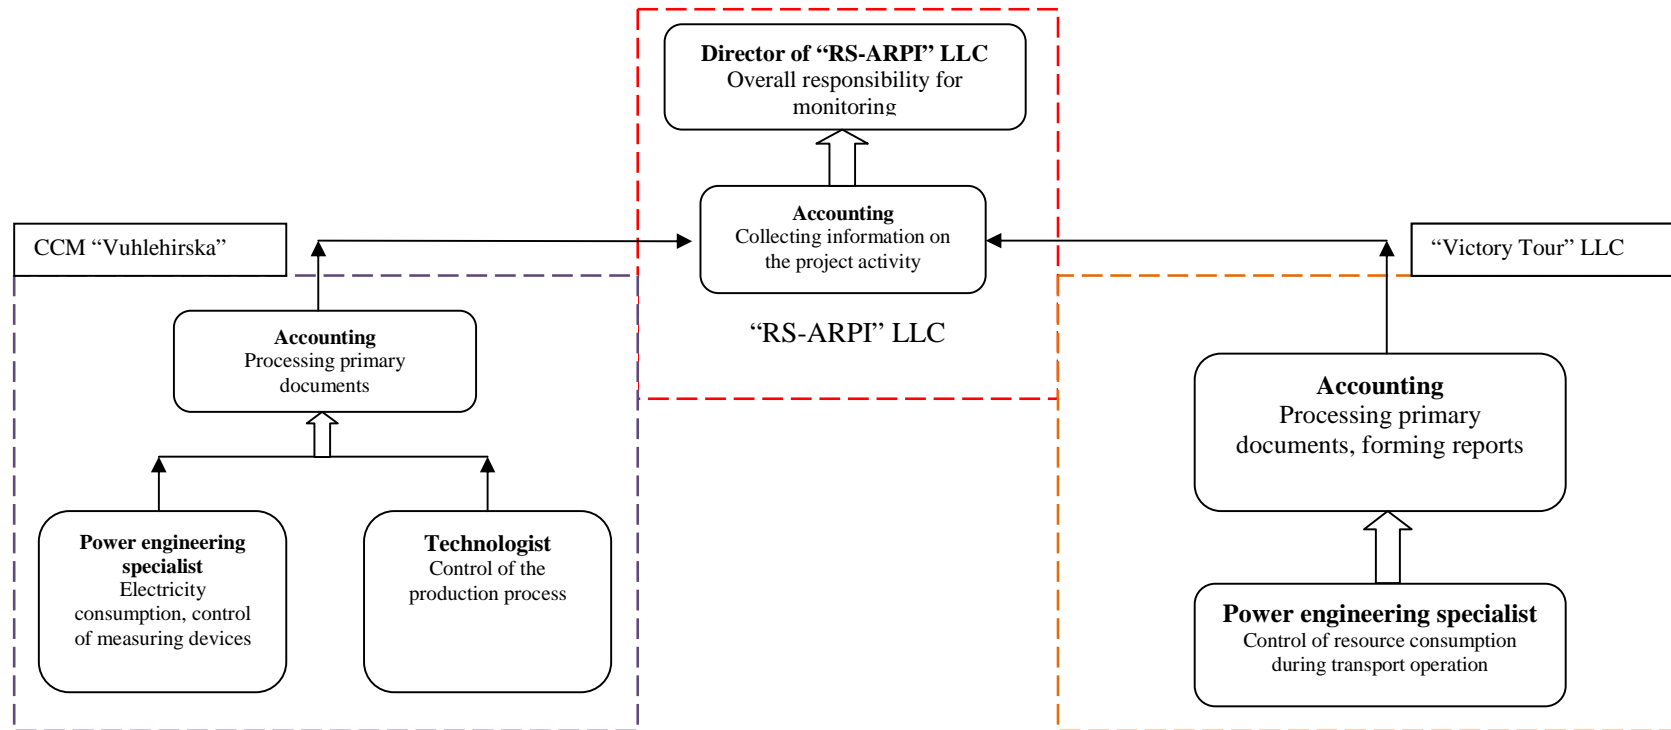 Director of “RS-ARPI” LLC
Overall responsibility for
monitoring
Accounting
Collecting information on
the project activity
“RS-ARPI” LLC
CCM “Vuhlehirska”
Accounting
Processing primary
documents
Power engineering
specialist
Electricity
consumption, control
of measuring devices
Technologist
Control of the
production process
“Victory Tour” LLC
Accounting
Processing primary
documents, forming reports
Power engineering specialist
Control of resource consumption
during transport operation